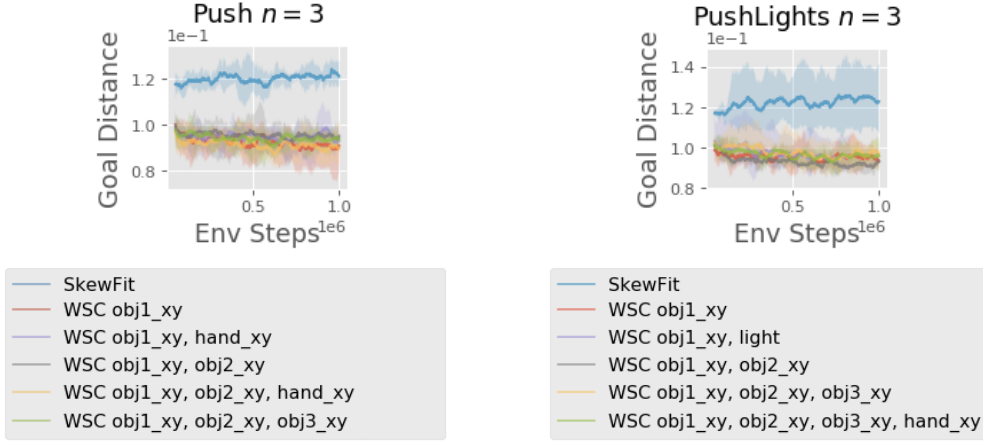 Push n = 3
1e−1
Goal Distance
1.2
1.0
0.8
0.5
1.0
1e6
Env Steps
SkewFit
WSC obj1_xy
WSC obj1_xy, hand_xy
WSC obj1_xy, obj2_xy
WSC obj1_xy, obj2_xy, hand_xy
WSC obj1_xy, obj2_xy, obj3_xy
PushLights n = 3
1e−1
Goal Distance
1.4
1.2
1.0
0.8
0.5
1.0
1e6
Env Steps
SkewFit
WSC obj1_xy
WSC obj1_xy, light
WSC obj1_xy, obj2_xy
WSC obj1_xy, obj2_xy, obj3_xy
WSC obj1_xy, obj2_xy, obj3_xy, hand_xy